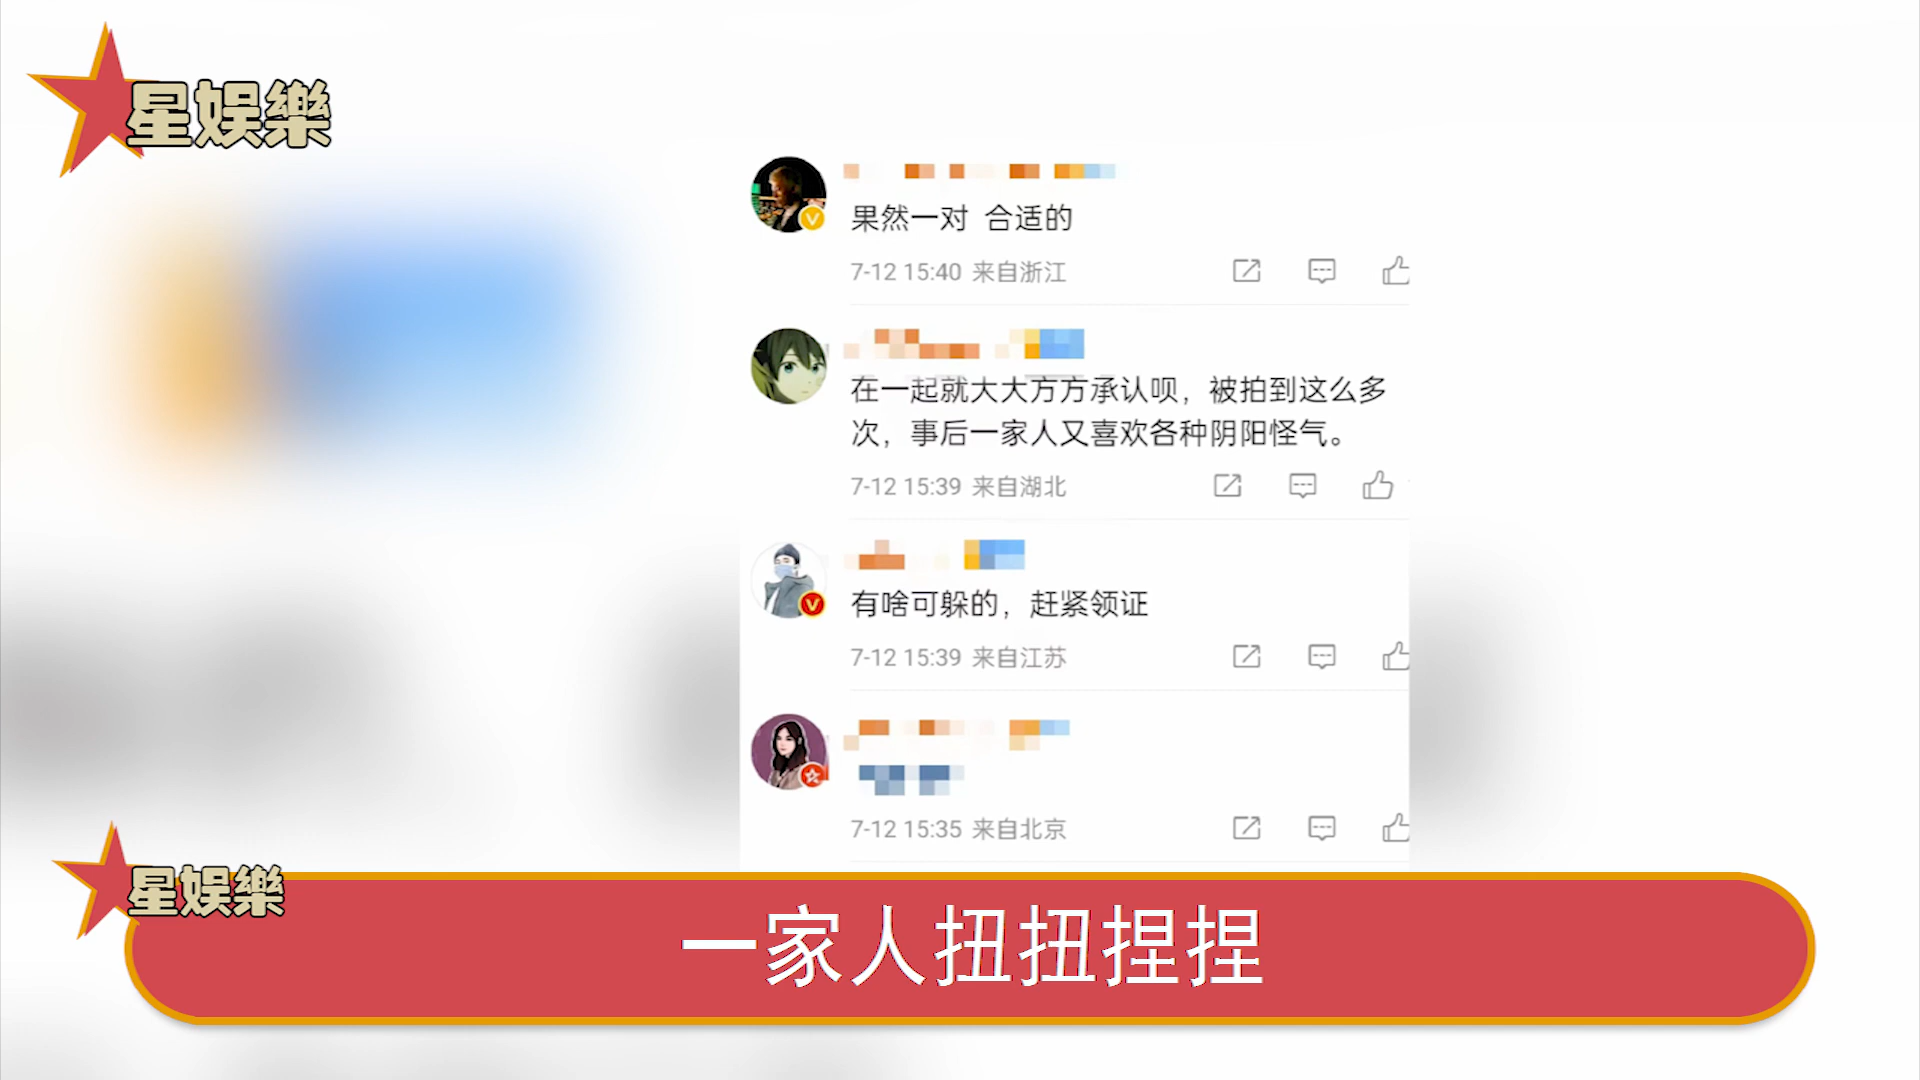 星娱樂
果然一对 合适的
7-12 15:40 来自浙江
在一起就大大方方承认呗，被拍到这么多
次，事后一家人又喜欢各种阴阳怪气。
7-12 15:39 来自湖北
有啥可躲的，赶紧领证
7-12 15:39 来自江苏
7-12 15:35 来自北京
星娱樂
一家人扭扭捏捏